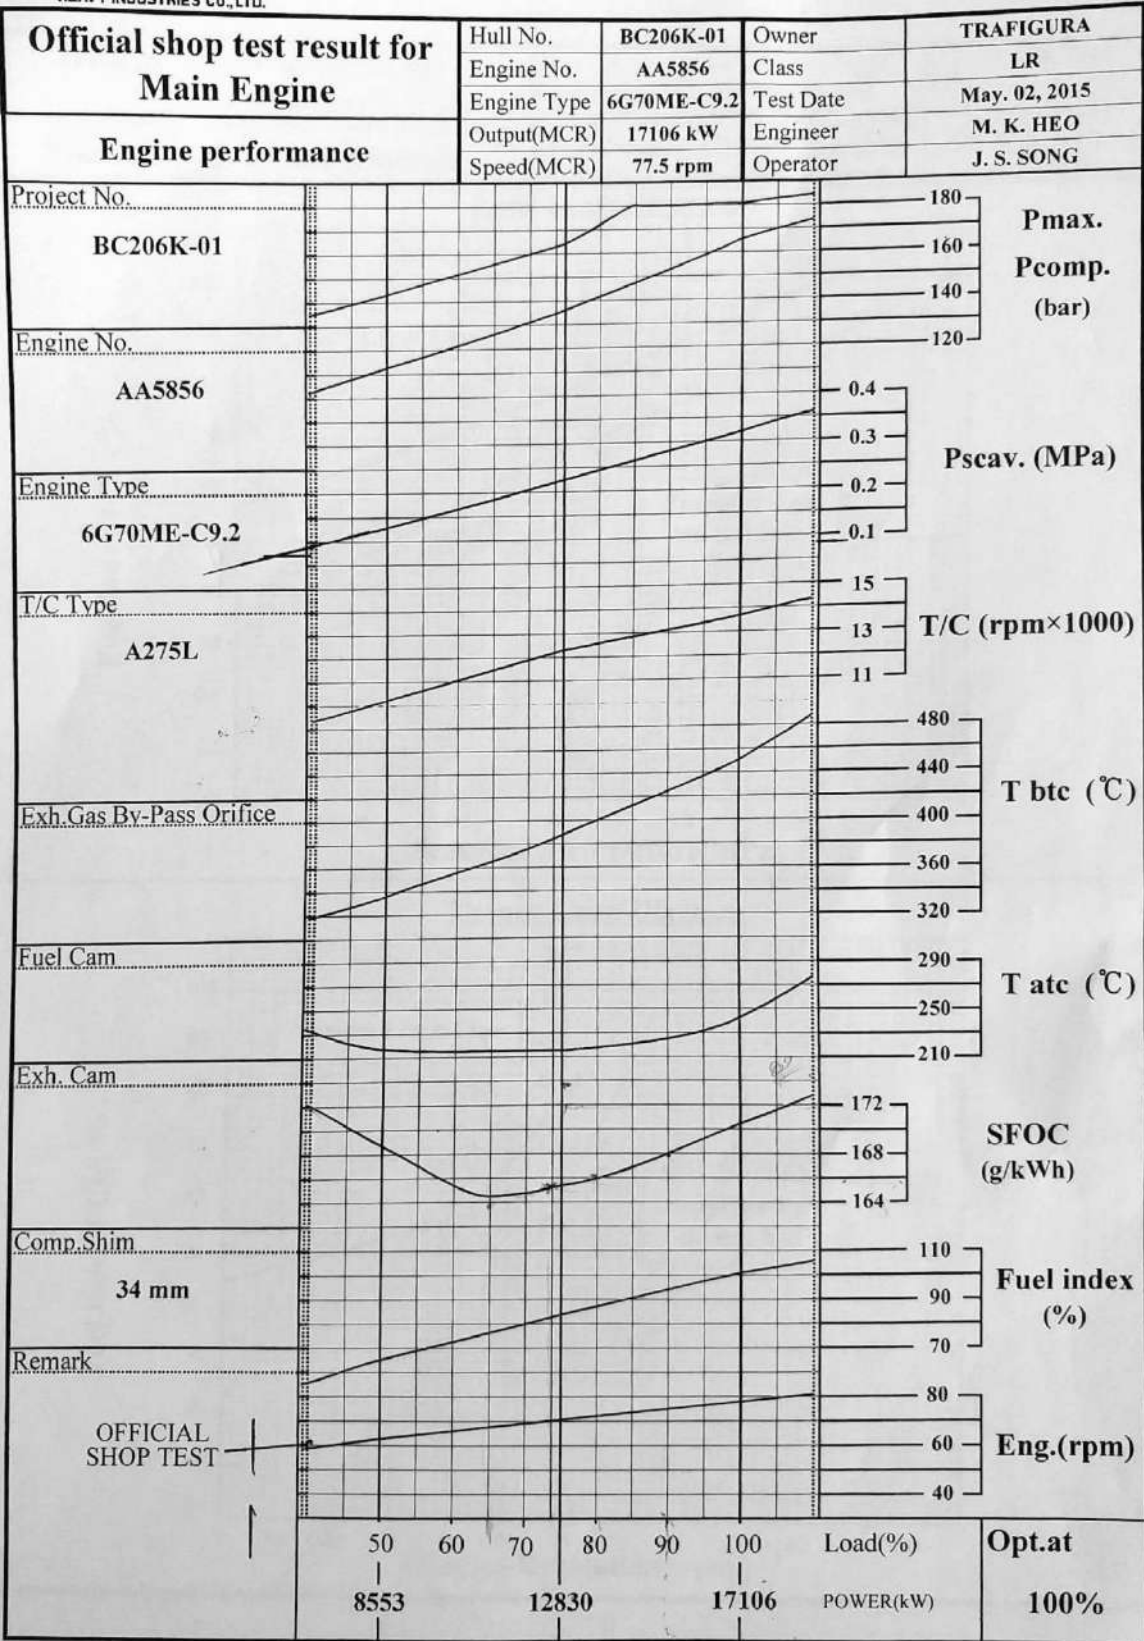 INDUSTRIES CO., LTD.
Official shop test result for
Main Engine
Engine performance
Hull No. BC206K-01 Owner TRAFIGURA
Engine No. AA5856 Class LR
Engine Type 6G70ME-C9.2 Test Date May. 02, 2015
Output(MCR) 17106 kW Engineer M. K. HEO
Speed(MCR) 77.5 rpm Operator J. S. SONG
Project No.
BC206K-01
Engine No.
AA5856
Engine Type
6G70ME-C9.2
T/C Type
A275L
Exh.Gas By-Pass Orifice
Fuel Cam
Exh. Cam
Comp.Shim
34 mm
Remark
OFFICIAL
SHOP TEST
180
160
140
120
Pmax.
Pcomp.
(bar)
0.4
0.3
0.2
0.1
Pscav. (MPa)
15
13
11
T/C (rpm×1000)
480
440
400
360
320
T btc (℃)
290
250
210
T atc (℃)
172
168
164
SFOC
(g/kWh)
110
90
70
Fuel index
(%)
80
60
40
Eng.(rpm)
50 60 70 80 90 100 Load(%)
8553 12830 17106 POWER(kW)
Opt.at
100%